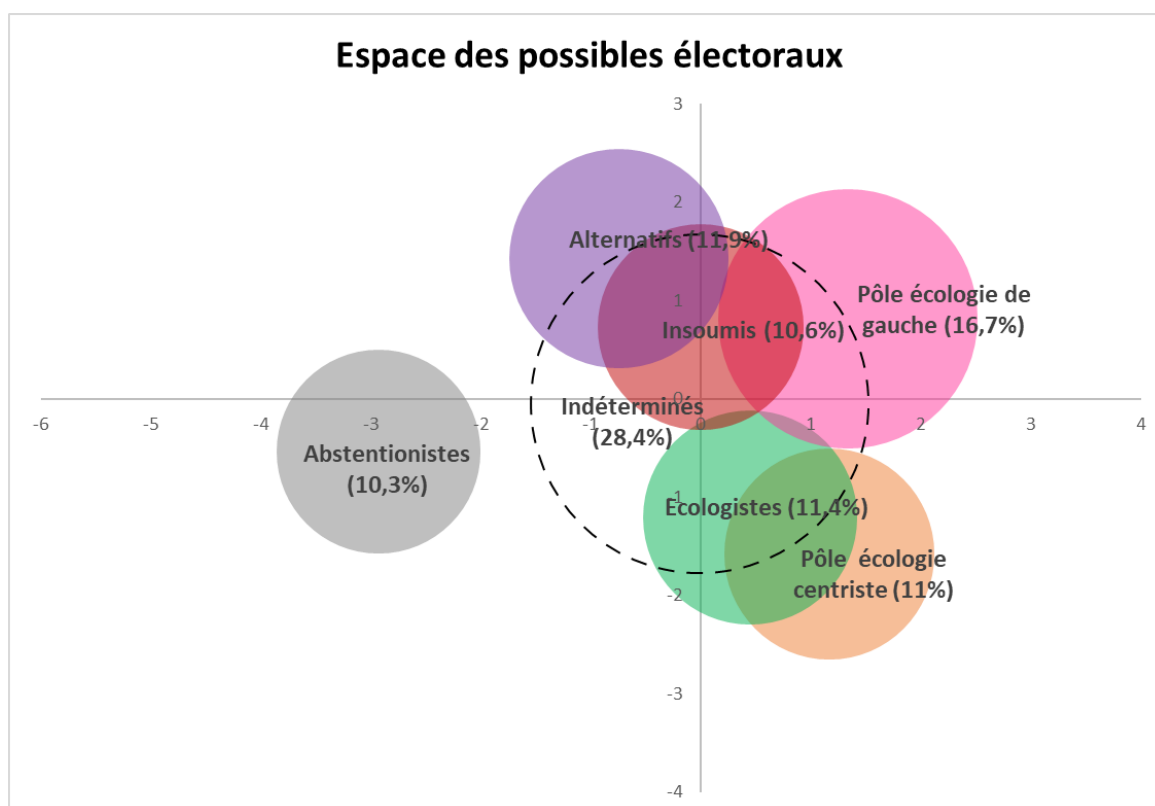 Espace des possibles électoraux
3
2
Alternatifs (11,9%)
Pôle écologie de
gauche (16,7%)
1
Insoumis (10,6%)
0
Indéterminés
(28,4%)
-6
-5
-4
-3
-2
-1
0
1
2
3
4
Abstentionistes
(10,3%)
-1
Ecologistes (11,4%)
Pôle écologie
centriste (11%)
-2
-3
-4